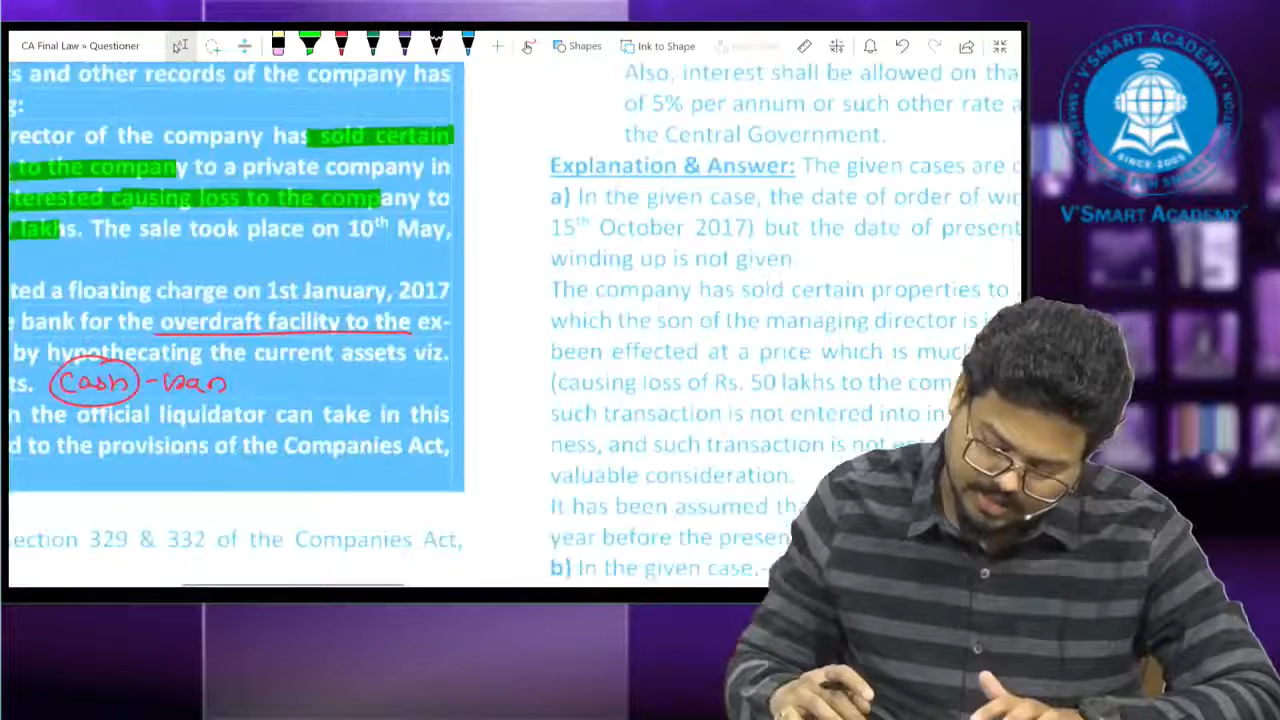 CA Final Law » Questioner
Shapes
Ink to Shape
s and other records of the company has
g:
rector of the company has sold certain
to the company to a private company in
terested causing loss to the company to
lakhs. The sale took place on 10th May,
ted a floating charge on 1st January, 2017
bank for the overdraft facility to the ex-
by hypothecating the current assets viz.
ts. Cash -
n the official liquidator can take in this
d to the provisions of the Companies Act,
ection 329 & 332 of the Companies Act,
Also, interest shall be allowed on tha
of 5% per annum or such other rate a
the Central Government.
Explanation & Answer: The given cases are
a) In the given case, the date of order of wi
15th October 2017) but the date of present
winding up is not given.
The company has sold certain properties to
which the son of the managing director is i
been effected at a price which is muc
(causing loss of Rs. 50 lakhs to the com
such transaction is not entered into in
ness, and such transaction is not
valuable consideration.
It has been assumed tha
year before the presen
b) In the given case,
V'SMART ACADEMY
SINCE-2008
V'SMART ACADEMY